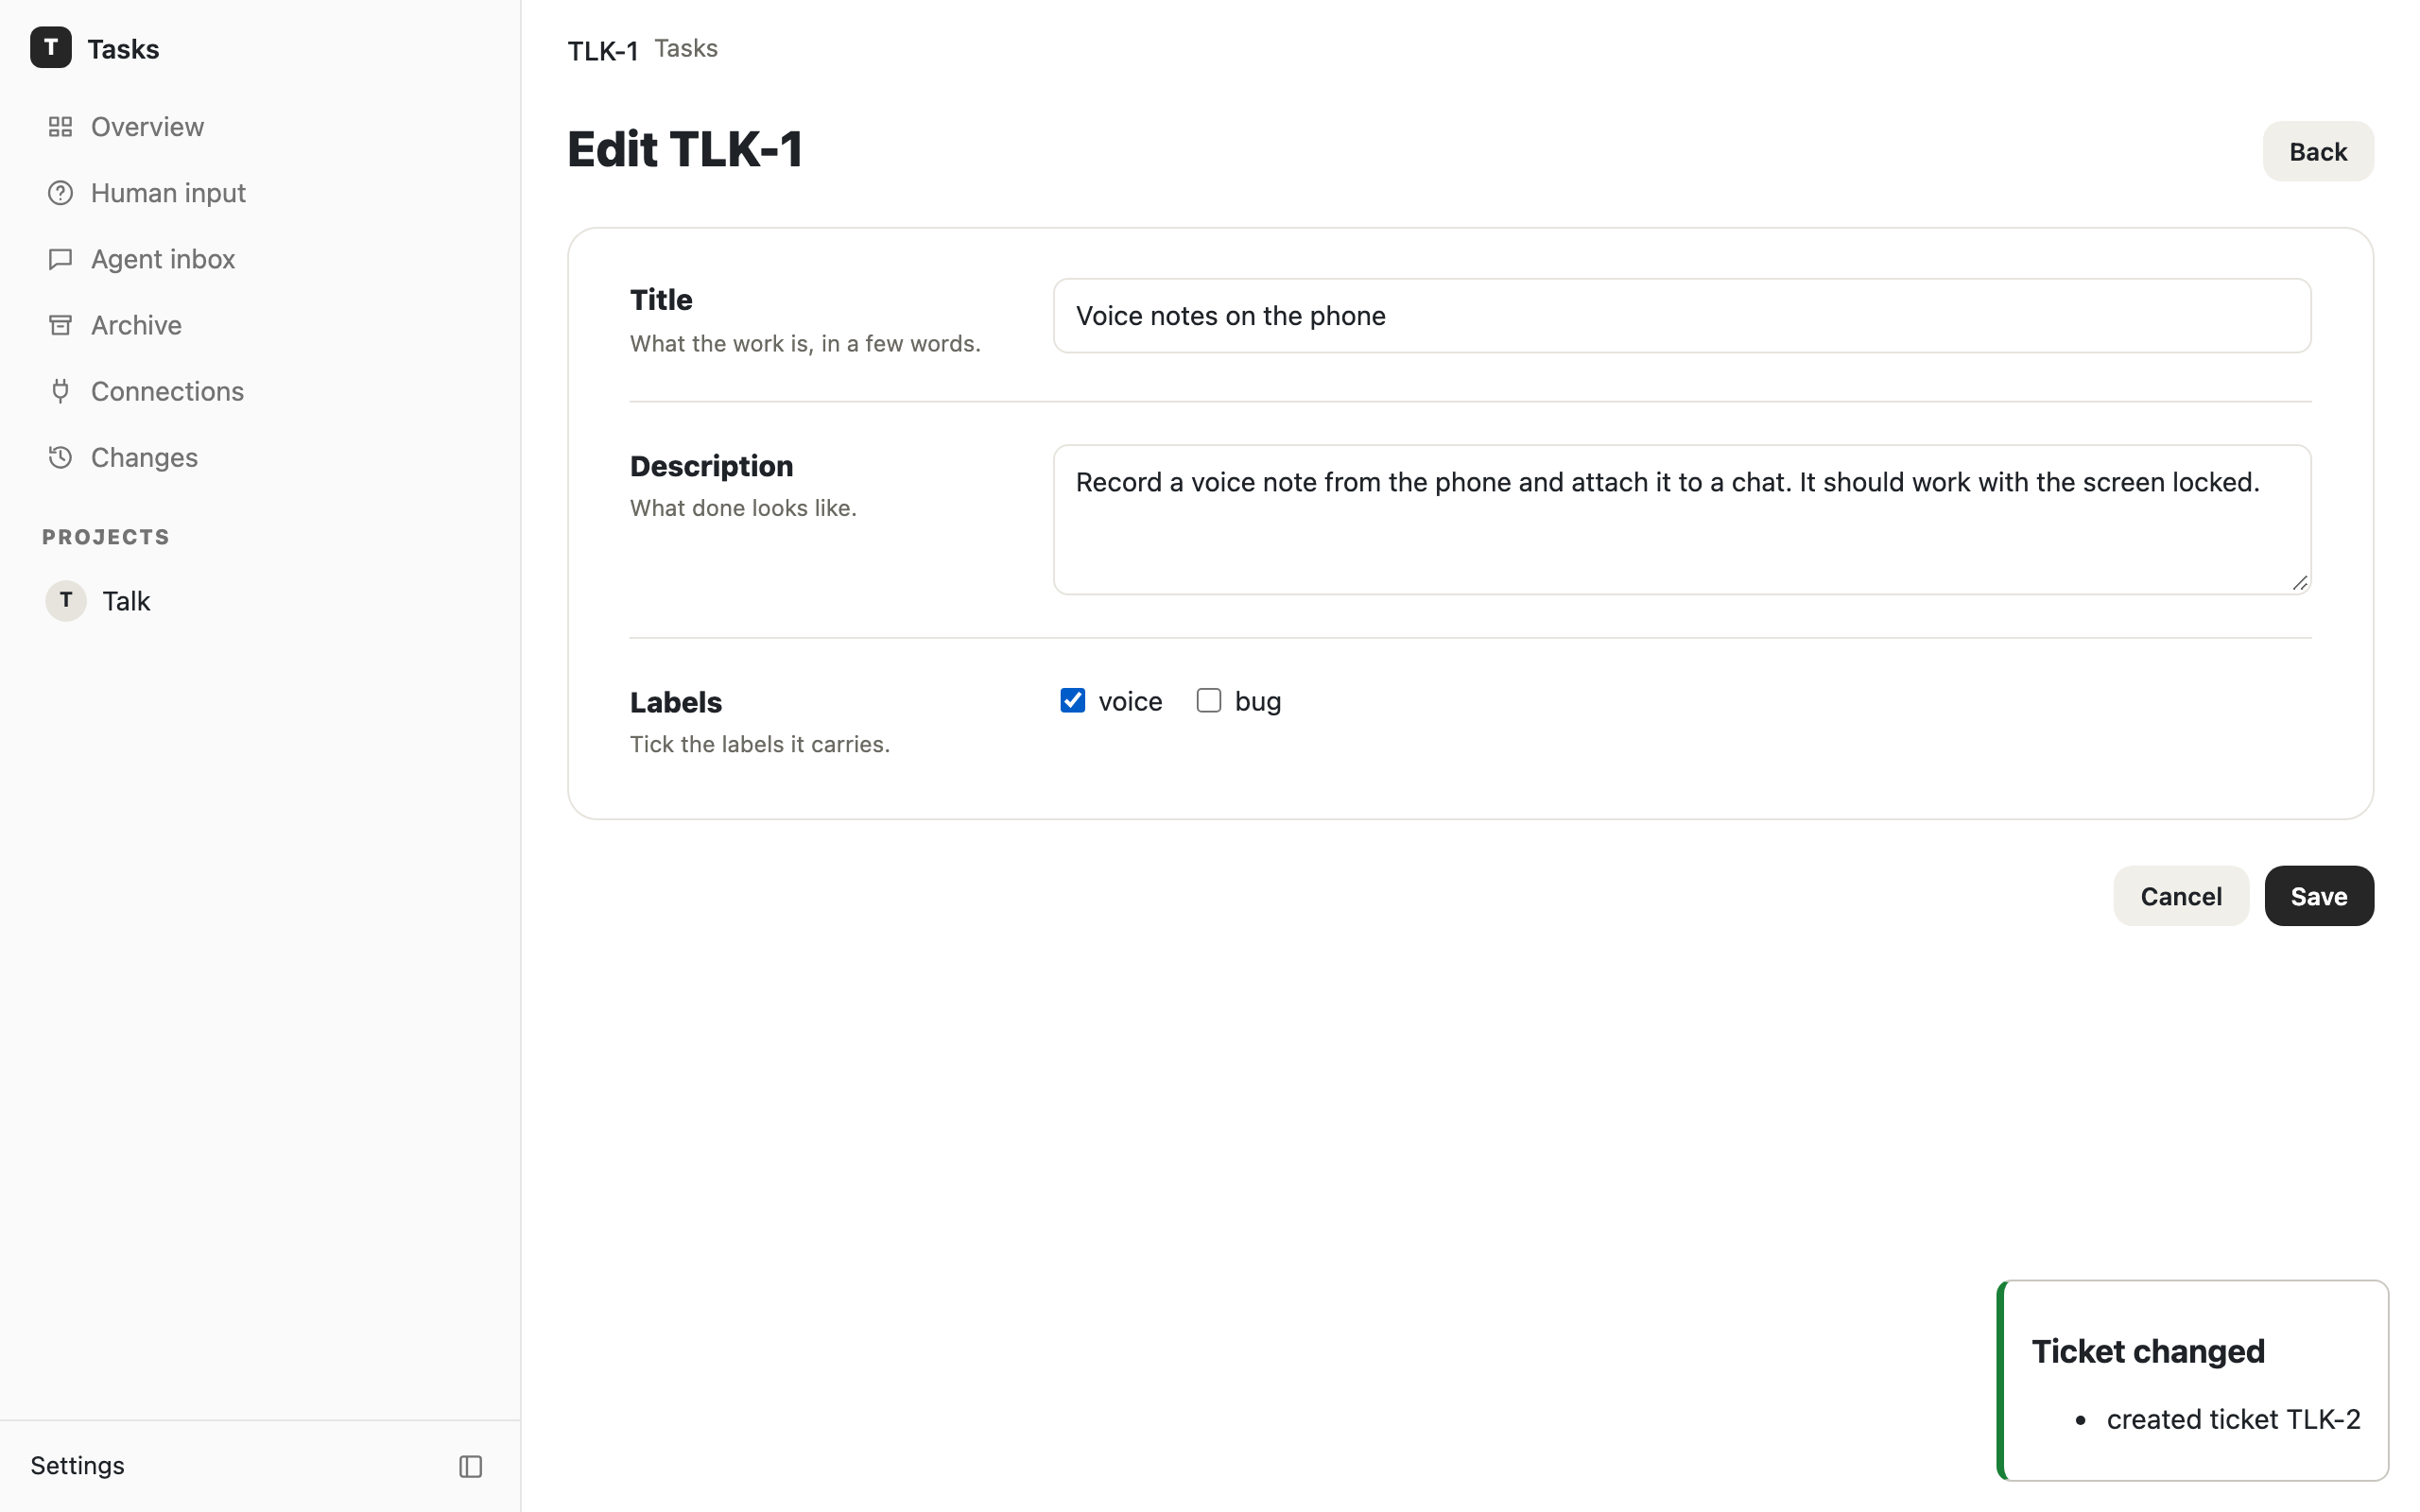 T Tasks
Overview
Human input
Agent inbox
Archive
Connections
Changes
PROJECTS
T Talk
Settings
TLK-1 Tasks
Edit TLK-1
Back
Title
What the work is, in a few words.
Voice notes on the phone
Description
What done looks like.
Record a voice note from the phone and attach it to a chat. It should work with the screen locked.
Labels
Tick the labels it carries.
voice bug
Cancel Save
Ticket changed
• created ticket TLK-2